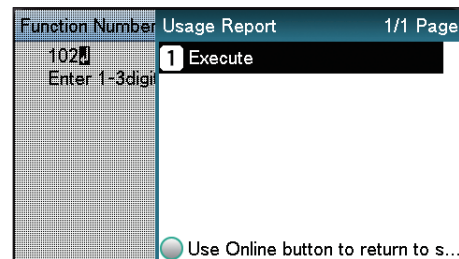 Function Number
102
Enter 1-3digi
Usage Report 1/1 Page
1 Execute
Use Online button to return to s...